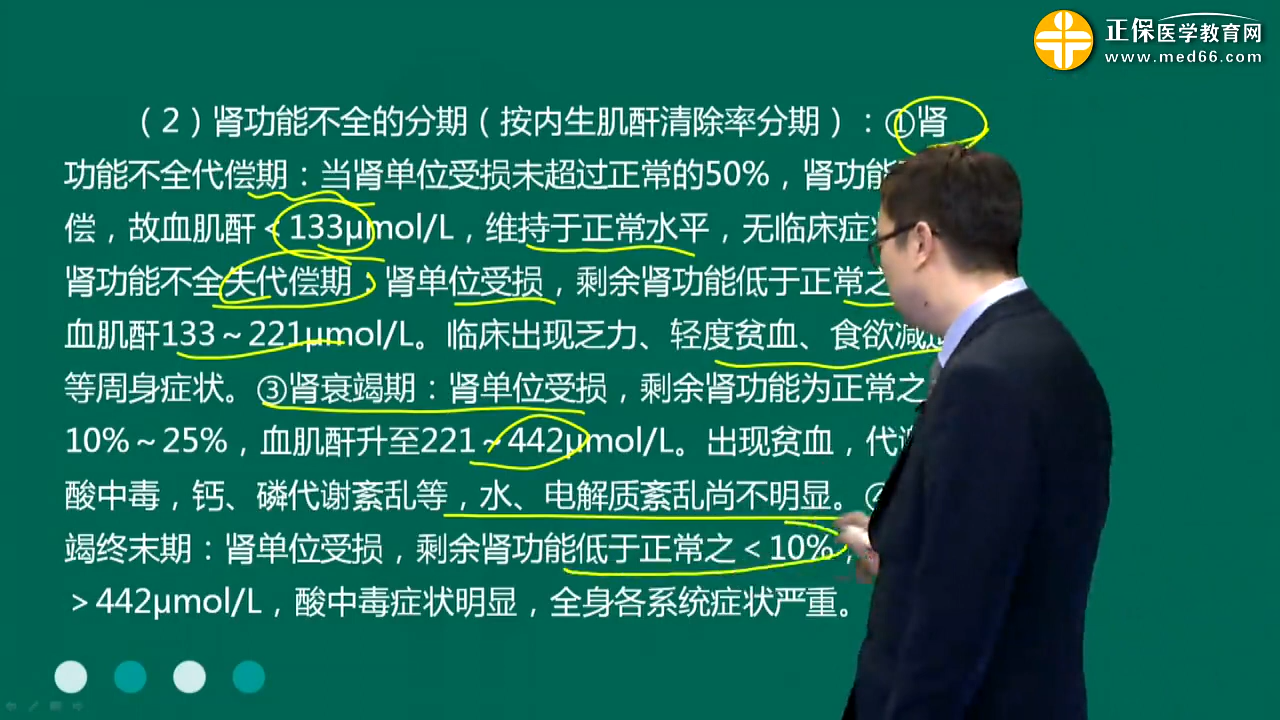 正保医学教育网
www.med66.com
（2）肾功能不全的分期（按内生肌酐清除率分期）：①肾
功能不全代偿期：当肾单位受损未超过正常的50%，肾功能
偿，故血肌酐＜133μmol/L，维持于正常水平，无临床症
肾功能不全失代偿期：肾单位受损，剩余肾功能低于正常之
血肌酐133～221μmol/L。临床出现乏力、轻度贫血、食欲减
等周身症状。③肾衰竭期：肾单位受损，剩余肾功能为正常之
10%～25%，血肌酐升至221～442μmol/L。出现贫血，代
酸中毒，钙、磷代谢紊乱等，水、电解质紊乱尚不明显。
竭终末期：肾单位受损，剩余肾功能低于正常之＜10%，
＞442μmol/L，酸中毒症状明显，全身各系统症状严重。